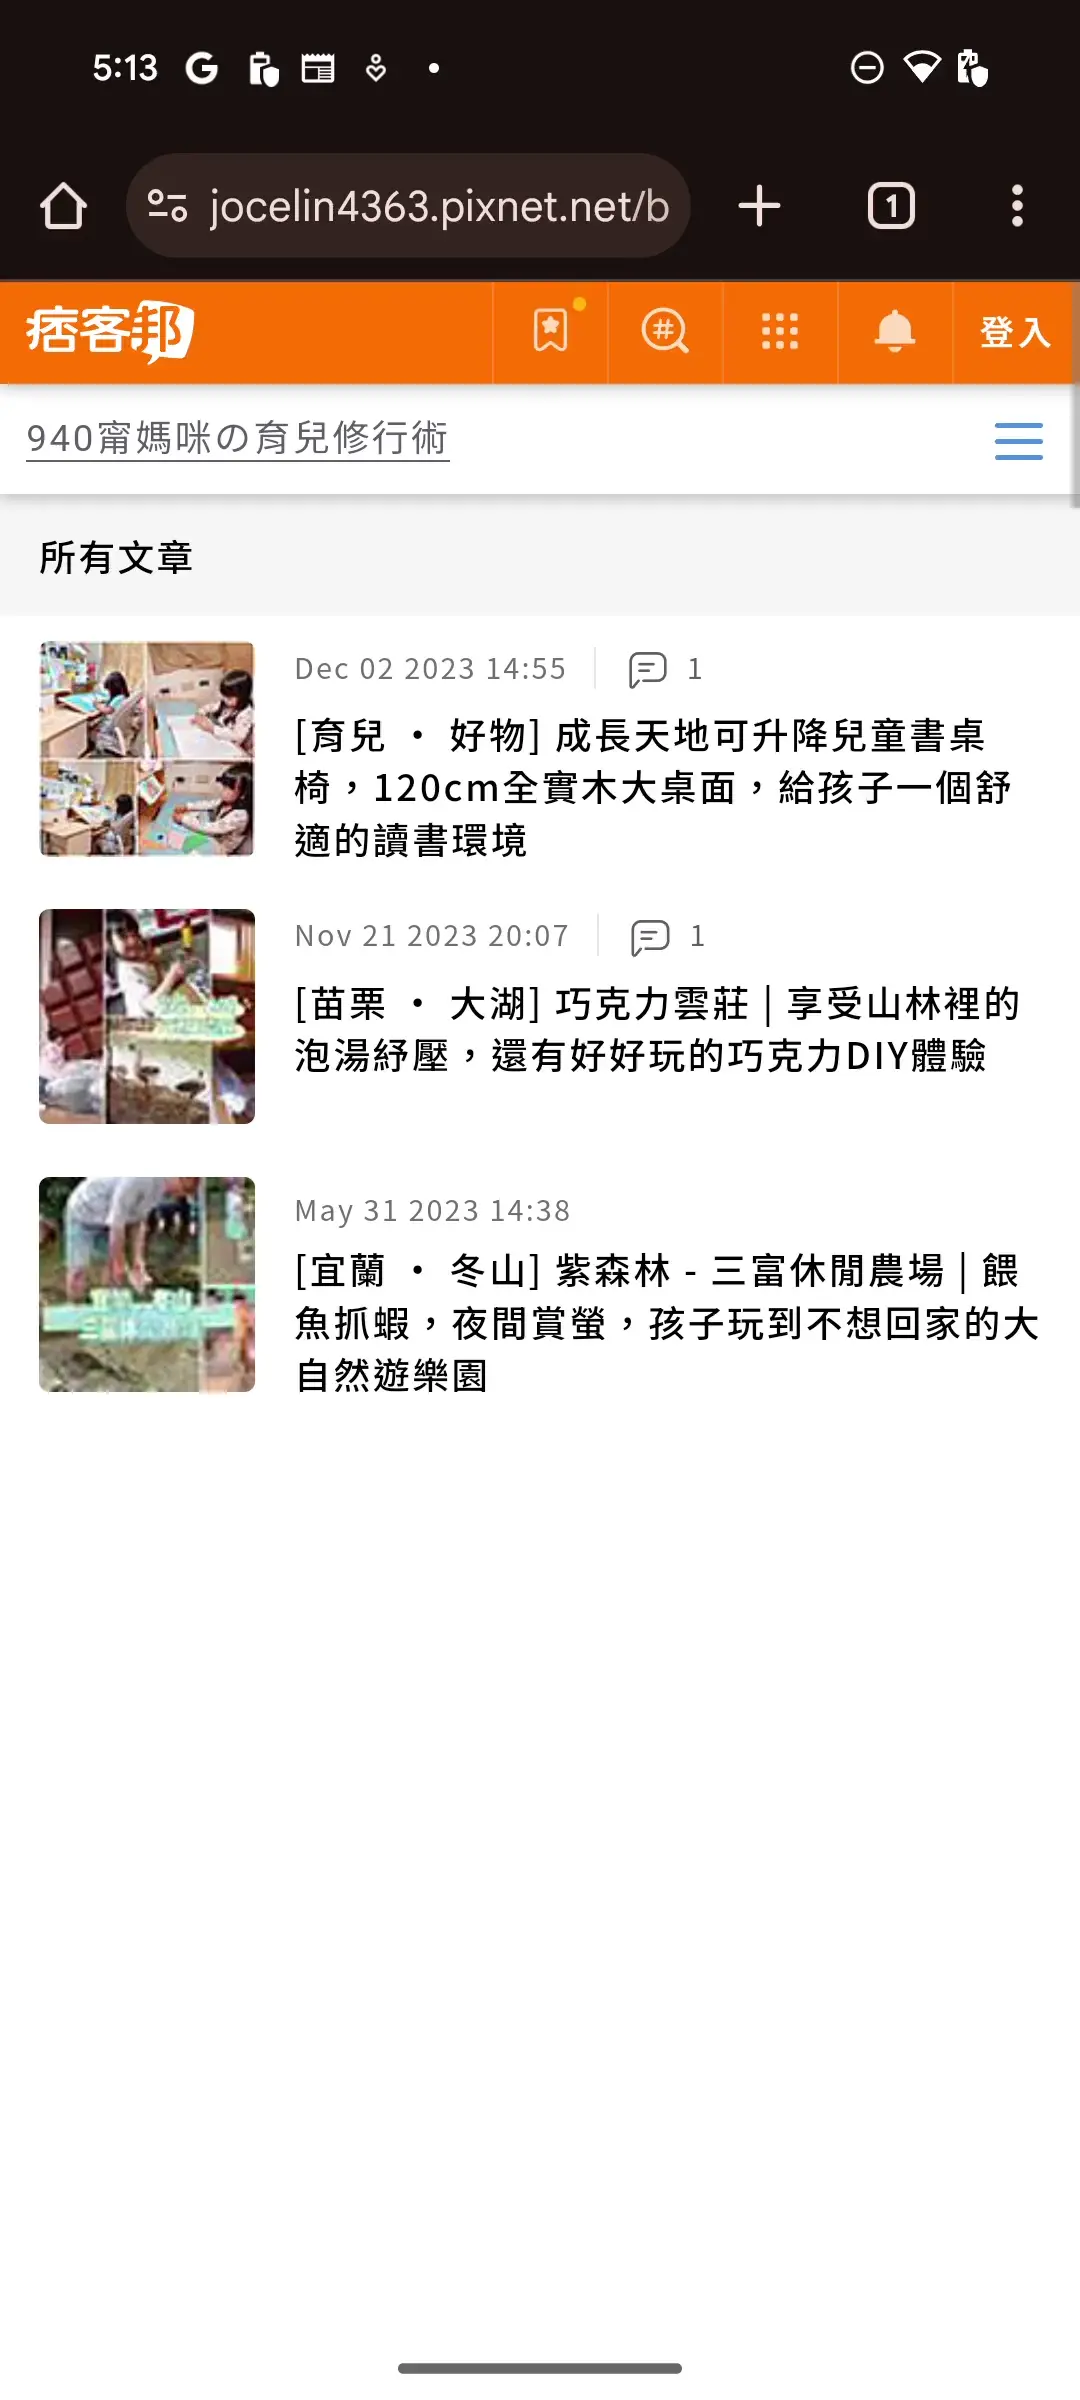 5:13
jocelin4363.pixnet.net/b
1
痞客邦
登入
940甯媽咪の育兒修行術
所有文章
Dec 02 2023 14:55
1
[育兒 • 好物] 成長天地可升降兒童書桌
椅，120cm全實木大桌面，給孩子一個舒
適的讀書環境
Nov 21 2023 20:07
1
[苗栗 • 大湖] 巧克力雲莊 | 享受山林裡的
泡湯紓壓，還有好好玩的巧克力DIY體驗
May 31 2023 14:38
[宜蘭 • 冬山] 紫森林 - 三富休閒農場 | 餵
魚抓蝦，夜間賞螢，孩子玩到不想回家的大
自然遊樂園